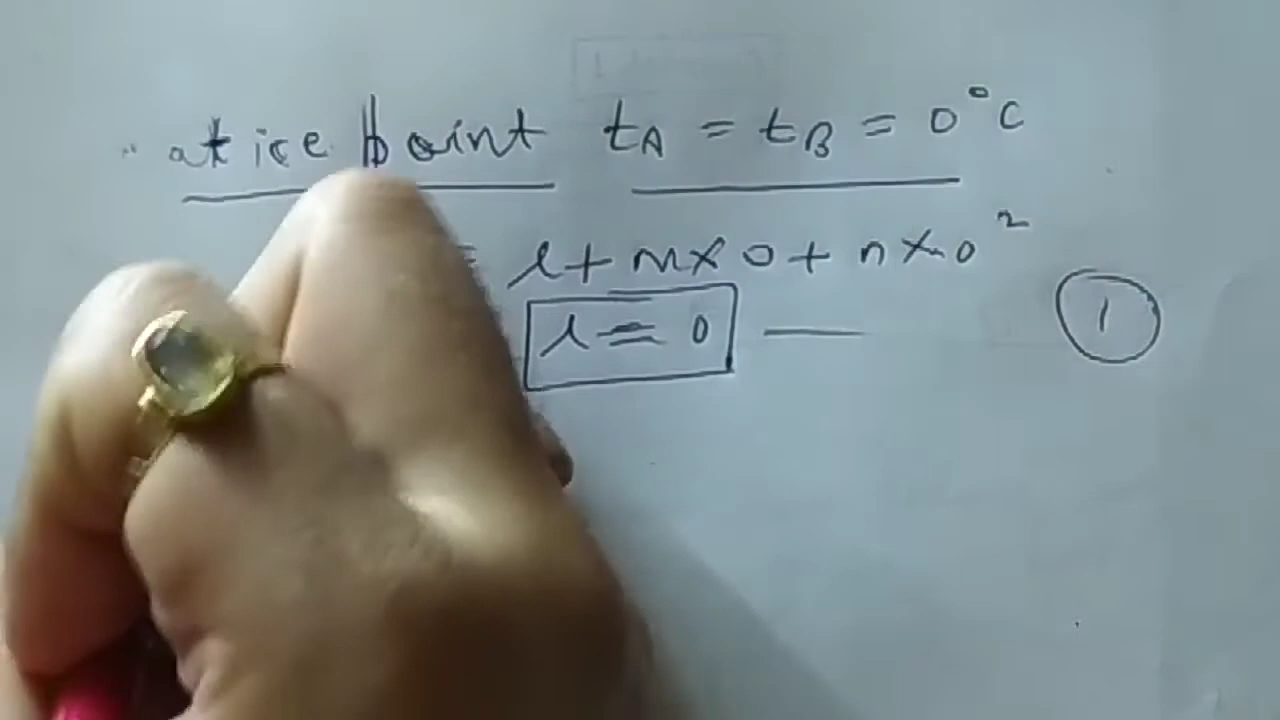 at ice point tA = tB = 0°C
= l + m × 0 + n × 0²
l = 0 —— 1